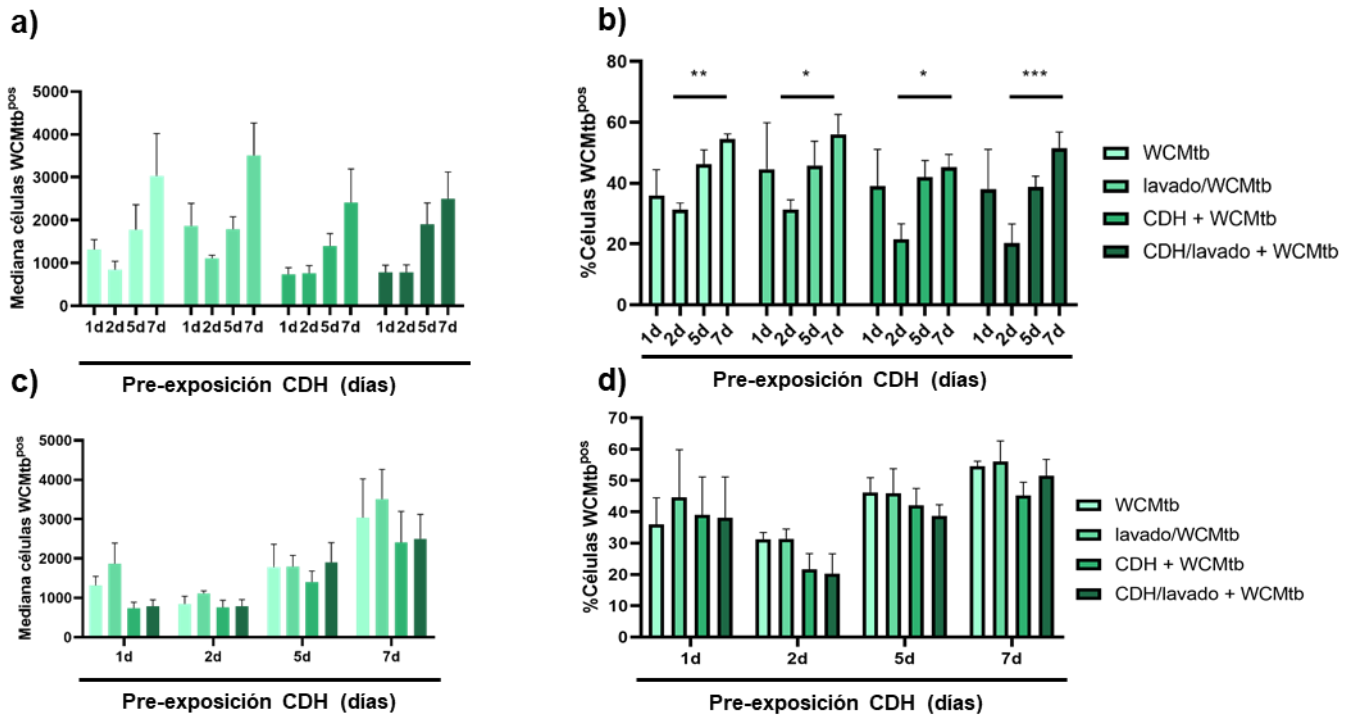 a)
Mediana células WCMtbpos
5000
4000
3000
2000
1000
0
1d 2d 5d 7d 1d 2d 5d 7d 1d 2d 5d 7d 1d 2d 5d 7d
Pre-exposición CDH (días)
b)
%Células WCMtbpos
80
60
40
20
0
** * * ***
1d 2d 5d 7d 1d 2d 5d 7d 1d 2d 5d 7d 1d 2d 5d 7d
Pre-exposición CDH (días)
WCMtb
lavado/WCMtb
CDH + WCMtb
CDH/lavado + WCMtb
c)
Mediana células WCMtbpos
5000
4000
3000
2000
1000
0
1d 2d 5d 7d
Pre-exposición CDH (días)
d)
%Células WCMtbpos
70
60
50
40
30
20
10
0
1d 2d 5d 7d
Pre-exposición CDH (días)
WCMtb
lavado/WCMtb
CDH + WCMtb
CDH/lavado + WCMtb